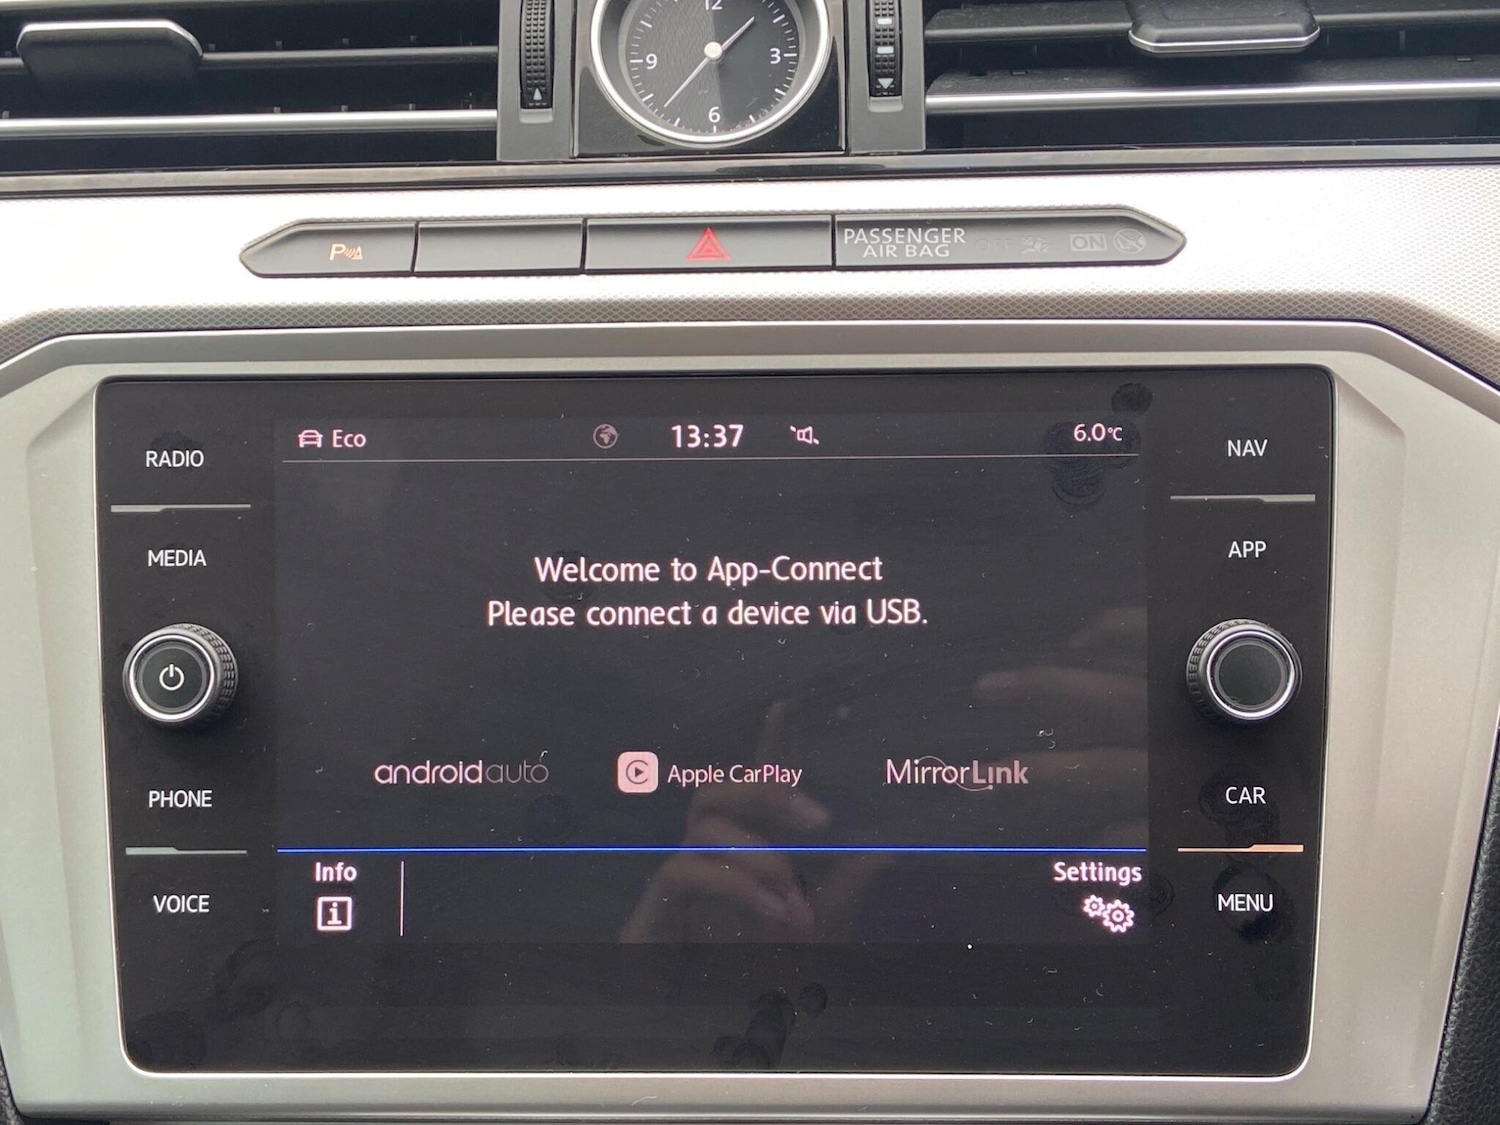 12
9
3
6
P
PASSENGER
AIR BAG
OFF
ON
Eco
13:37
6.0°C
RADIO
NAV
MEDIA
APP
Welcome to App-Connect
Please connect a device via USB.
androidauto
Apple CarPlay
MirrorLink
PHONE
CAR
Info
Settings
VOICE
MENU